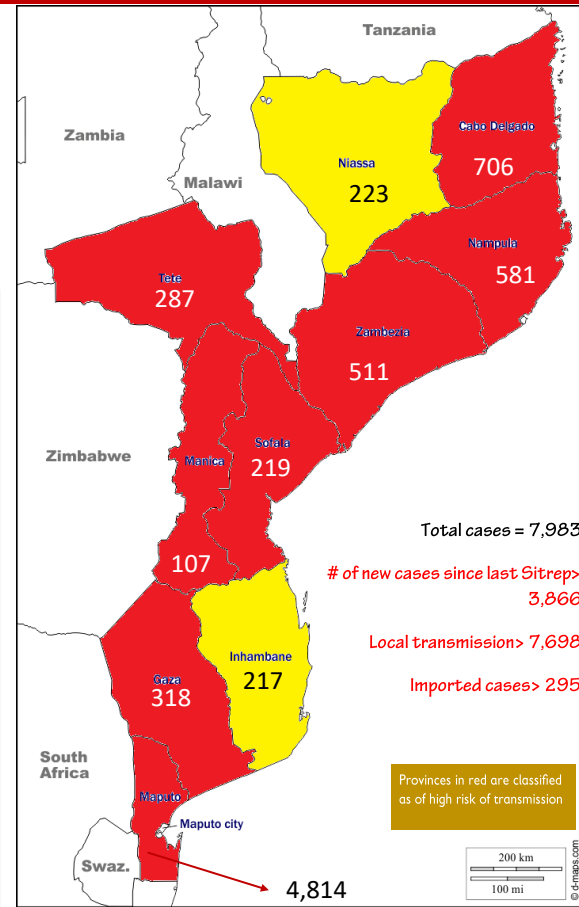 Tanzania
Zambia
Cabo Delgado
Niassa
706
Malawi
223
Nampula
581
Tete
287
Zambezia
511
Zimbabwe
Sofala
Manica
219
Total cases = 7,983
107
# of new cases since last Sitrep>
3,866
Local transmission> 7,698
Inhambane
217
Gaza
318
Imported cases> 295
South
Africa
Provinces in red are classified
as of high risk of transmission
Maputo
Maputo city
Swaz.
4,814
200 km
100 mi
© d-maps.com